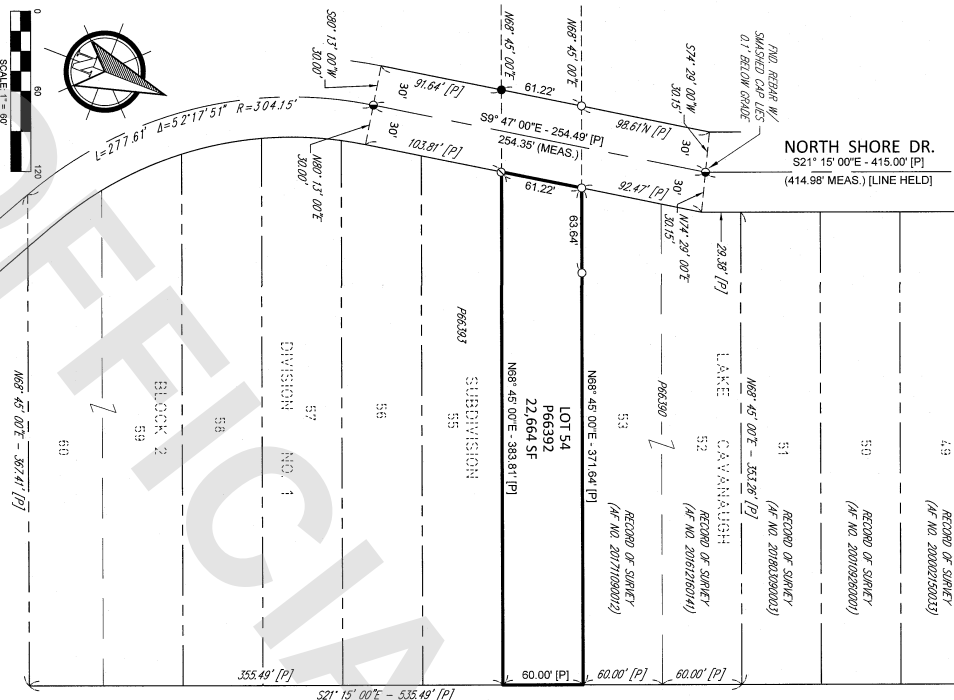 0
60
120
SCALE: 1" = 60'
N
S80° 13' 00"W
30.00'
N68° 45' 00"E
N68° 45' 00"E
FND. REBAR W/
SMASHED CAP LIES
0.1' BELOW GRADE
S74° 29' 00"W
30.15'
91.64' [P]
61.22'
98.61N [P]
30'
30'
30'
30'
S9° 47' 00"E - 254.49' [P]
254.35' (MEAS.)
L=277.61' Δ=52°17'51" R=304.15'
103.81' [P]
61.22'
92.47' [P]
N80° 13' 00"E
30.00'
N74° 29' 00"E
30.15'
NORTH SHORE DR.
S21° 15' 00"E - 415.00' [P]
(414.98' MEAS.) [LINE HELD]
63.64'
29.38' [P]
P66393
P66390
LOT 54
P66392
22,664 SF
N68° 45' 00"E - 383.81' [P]
N68° 45' 00"E - 371.64' [P]
N68° 45' 00"E - 353.26' [P]
N68° 45' 00"E - 367.41' [P]
LAKE CAVANAUGH
SUBDIVISION
DIVISION NO. 1
BLOCK 2
60
59
58
57
56
55
53
52
51
50
49
RECORD OF SURVEY
(AF NO. 201711090012)
RECORD OF SURVEY
(AF NO. 201612160141)
RECORD OF SURVEY
(AF NO. 201803090003)
RECORD OF SURVEY
(AF NO. 200109260001)
RECORD OF SURVEY
(AF NO. 200002150033)
355.49' [P]
60.00' [P]
60.00' [P]
60.00' [P]
S21° 15' 00"E - 535.49' [P]
OFFICIA